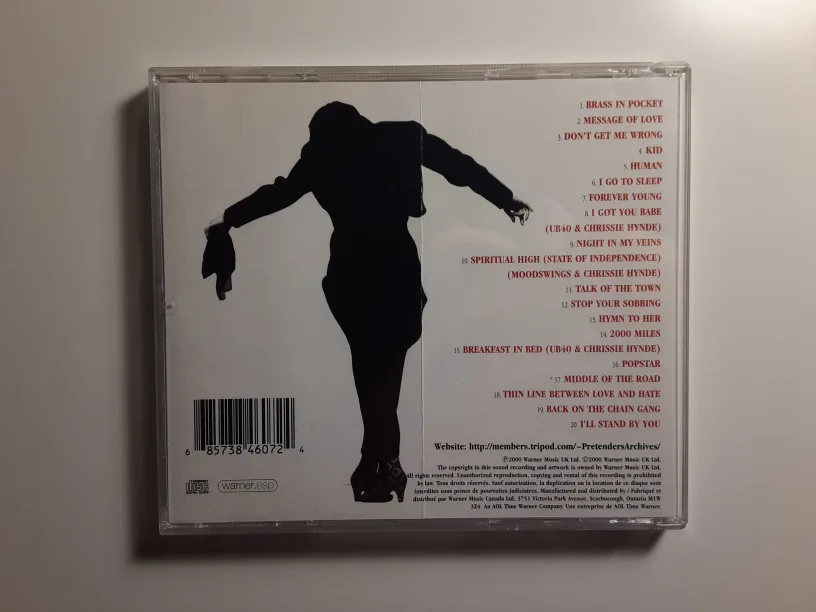 1. BRASS IN POCKET
2. MESSAGE OF LOVE
3. DON'T GET ME WRONG
4. KID
5. HUMAN
6. I GO TO SLEEP
7. FOREVER YOUNG
8. I GOT YOU BABE
(UB40 & CHRISSIE HYNDE)
9. NIGHT IN MY VEINS
10. SPIRITUAL HIGH (STATE OF INDEPENDENCE)
(MOODSWINGS & CHRISSIE HYNDE)
11. TALK OF THE TOWN
12. STOP YOUR SOBBING
13. HYMN TO HER
14. 2000 MILES
15. BREAKFAST IN BED (UB40 & CHRISSIE HYNDE)
16. POPSTAR
* 17. MIDDLE OF THE ROAD
18. THIN LINE BETWEEN LOVE AND HATE
19. BACK ON THE CHAIN GANG
20. I'LL STAND BY YOU
Website: http://members.tripod.com/~PretendersArchives/
℗2000 Warner Music UK Ltd. ©2000 Warner Music UK Ltd.
The copyright in this sound recording and artwork is owned by Warner Music UK Ltd.
All rights reserved. Unauthorized reproduction, copying and rental of this recording is prohibited
by law. Tous droits réservés. Sauf autorisation, la duplication ou la location de ce disque sont
interdites sous peines de poursuites judiciaires. Manufactured and distributed by / Fabriqué et
distribué par Warner Music Canada Ltd, 3751 Victoria Park Avenue, Scarborough, Ontario M1W
3Z4. An AOL Time Warner Company. Une entreprise de AOL Time Warner.
6 85738 46072 4
warner.esp